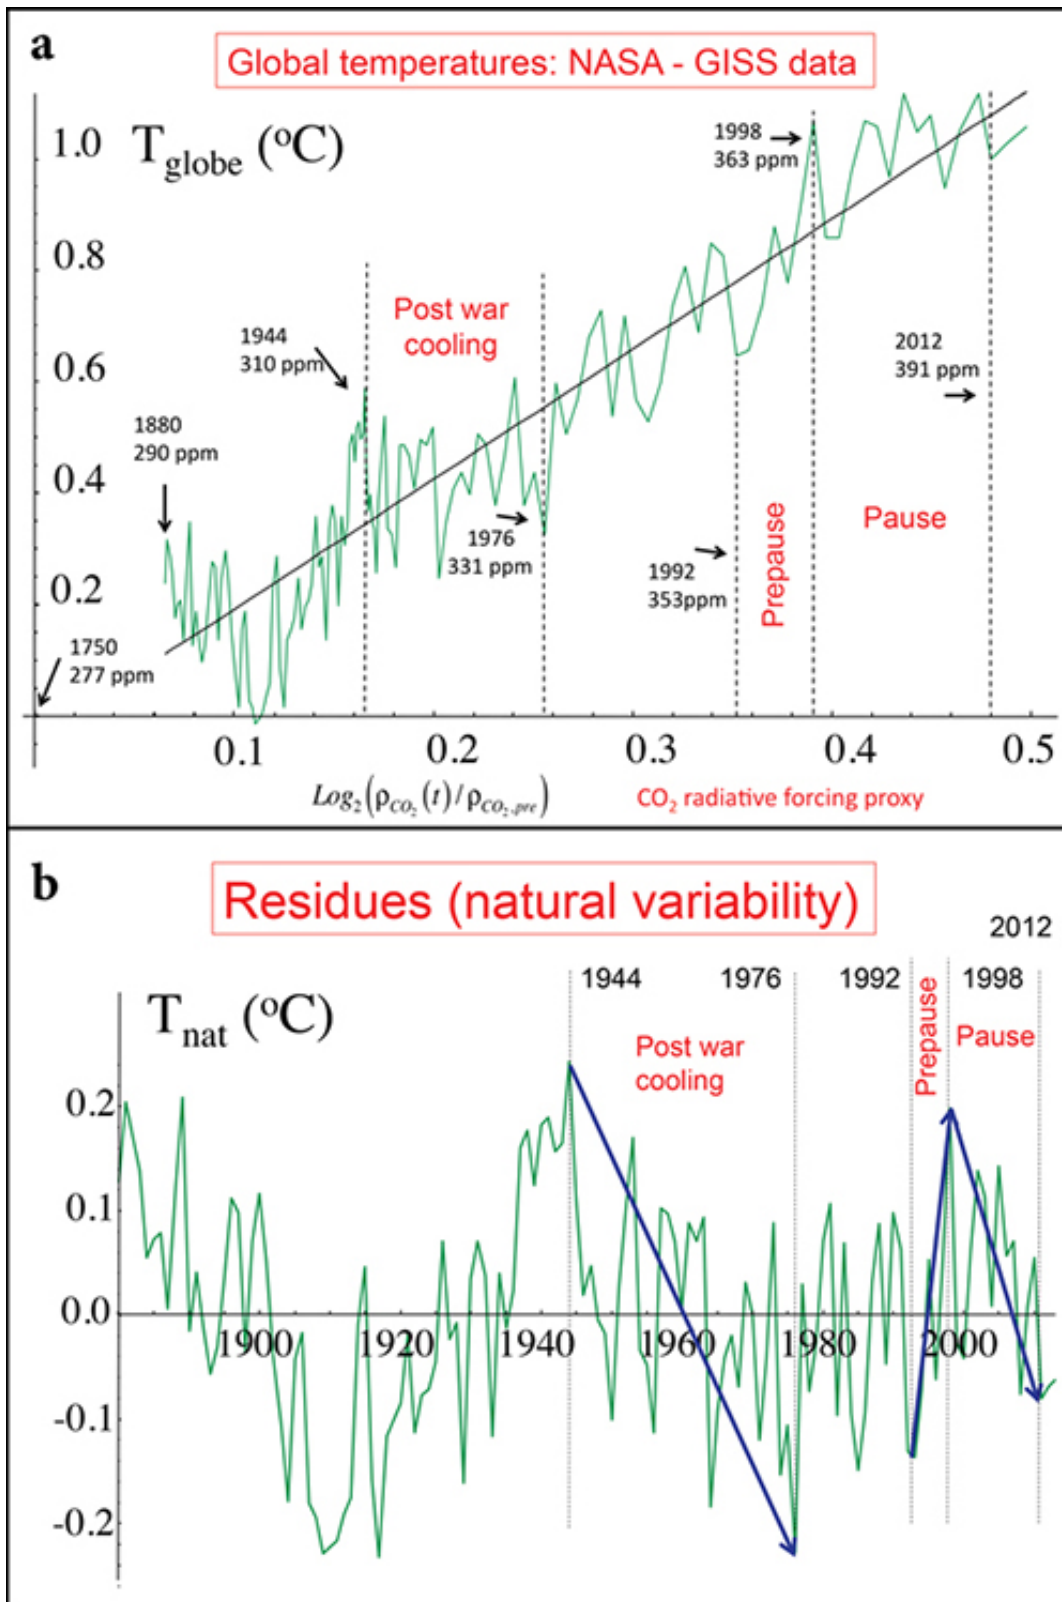 a
Global temperatures: NASA - GISS data
T_globe (°C)
1.0
0.8
0.6
0.4
0.2
1998
363 ppm
Post war
cooling
1944
310 ppm
2012
391 ppm
1880
290 ppm
Pause
1976
331 ppm
1992
353ppm
Prepause
1750
277 ppm
0.1
0.2
0.3
0.4
0.5
Log₂(ρ_CO₂(t)/ρ_CO₂,pre)
CO₂ radiative forcing proxy
b
Residues (natural variability)
2012
1944
1976
1992
1998
T_nat (°C)
Post war
cooling
Prepause
Pause
0.2
0.1
0.0
-0.1
-0.2
1900
1920
1940
1960
1980
2000